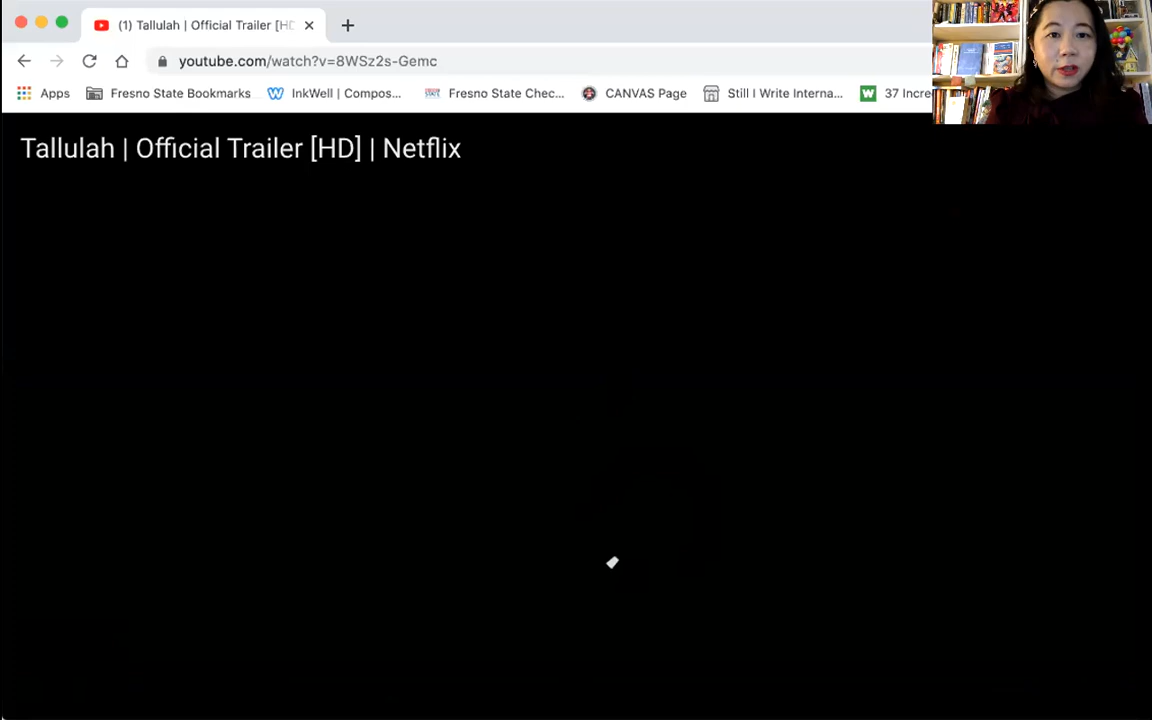 (1) Tallulah | Official Trailer [HD
youtube.com/watch?v=8WSz2s-Gemc
Apps Fresno State Bookmarks InkWell | Compos... Fresno State Chec... CANVAS Page Still I Write Interna... 37 Incre
Tallulah | Official Trailer [HD] | Netflix